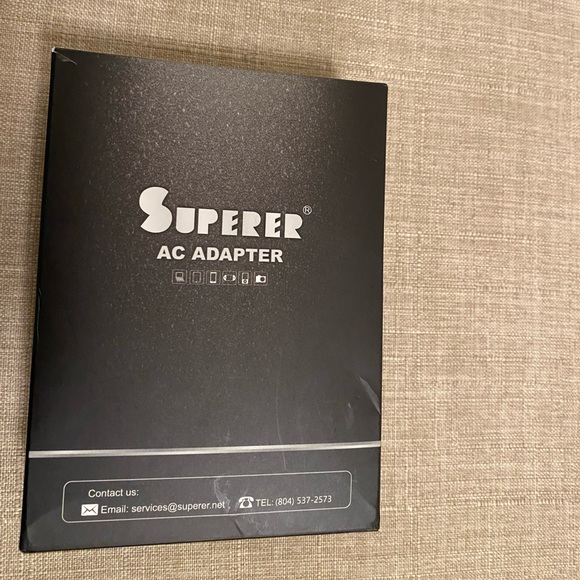 SUPERER®
AC ADAPTER
Contact us:
Email: services@superer.net TEL: (804) 537-2573